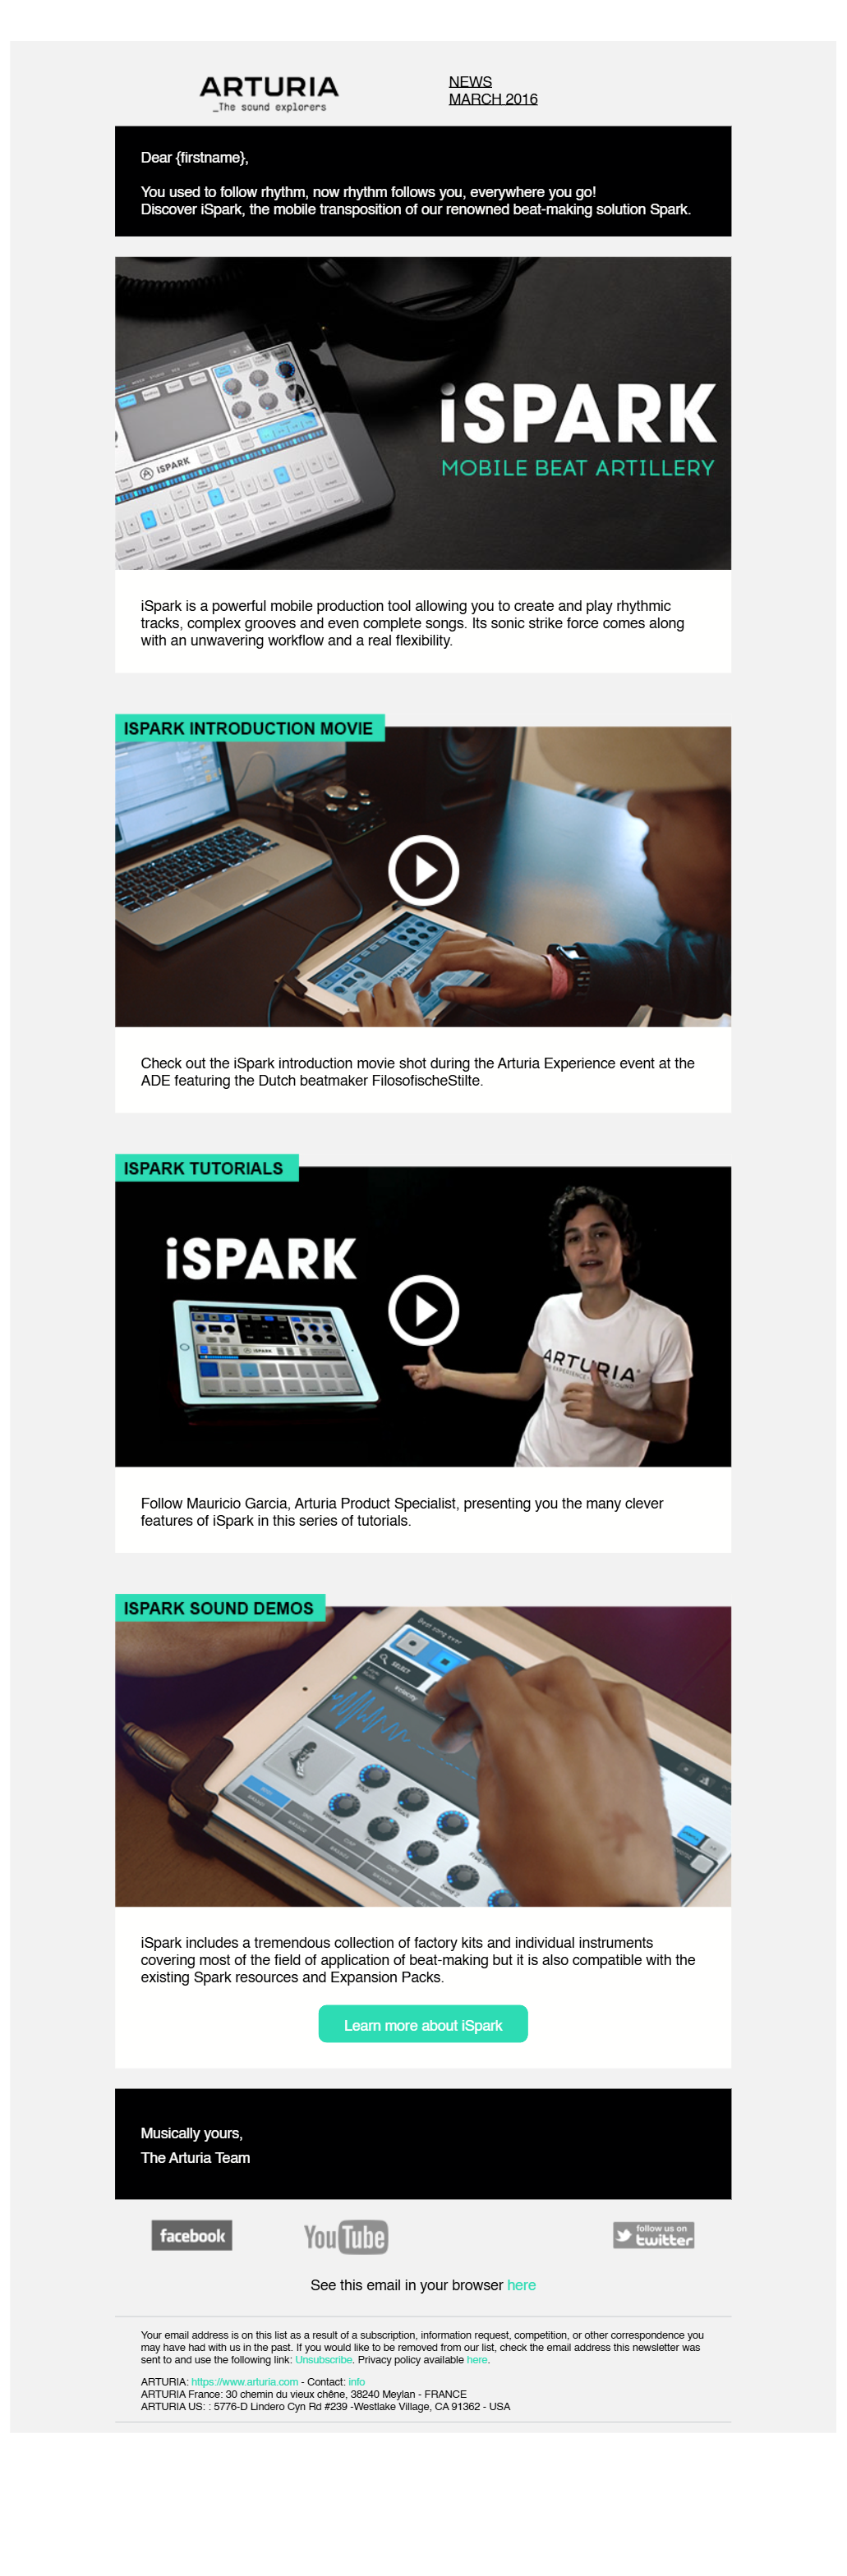 ARTURIA
_The sound explorers
NEWS
MARCH 2016
Dear {firstname},
You used to follow rhythm, now rhythm follows you, everywhere you go!
Discover iSpark, the mobile transposition of our renowned beat-making solution Spark.
iSPARK
iSPARK
MOBILE BEAT ARTILLERY
iSpark is a powerful mobile production tool allowing you to create and play rhythmic
tracks, complex grooves and even complete songs. Its sonic strike force comes along
with an unwavering workflow and a real flexibility.
ISPARK INTRODUCTION MOVIE
Check out the iSpark introduction movie shot during the Arturia Experience event at the
ADE featuring the Dutch beatmaker FilosofischeStilte.
ISPARK TUTORIALS
iSPARK
iSPARK
ARTURIA
Follow Mauricio Garcia, Arturia Product Specialist, presenting you the many clever
features of iSpark in this series of tutorials.
ISPARK SOUND DEMOS
Best song ever
SELECT
Velocity
Pitch
Attack
Volume
Decay
Pan
iSpark includes a tremendous collection of factory kits and individual instruments
covering most of the field of application of beat-making but it is also compatible with the
existing Spark resources and Expansion Packs.
Learn more about iSpark
Musically yours,
The Arturia Team
facebook
YouTube
follow us on
twitter
See this email in your browser here
Your email address is on this list as a result of a subscription, information request, competition, or other correspondence you
may have had with us in the past. If you would like to be removed from our list, check the email address this newsletter was
sent to and use the following link: Unsubscribe. Privacy policy available here.
ARTURIA: https://www.arturia.com - Contact: info
ARTURIA France: 30 chemin du vieux chêne, 38240 Meylan - FRANCE
ARTURIA US: : 5776-D Lindero Cyn Rd #239 -Westlake Village, CA 91362 - USA